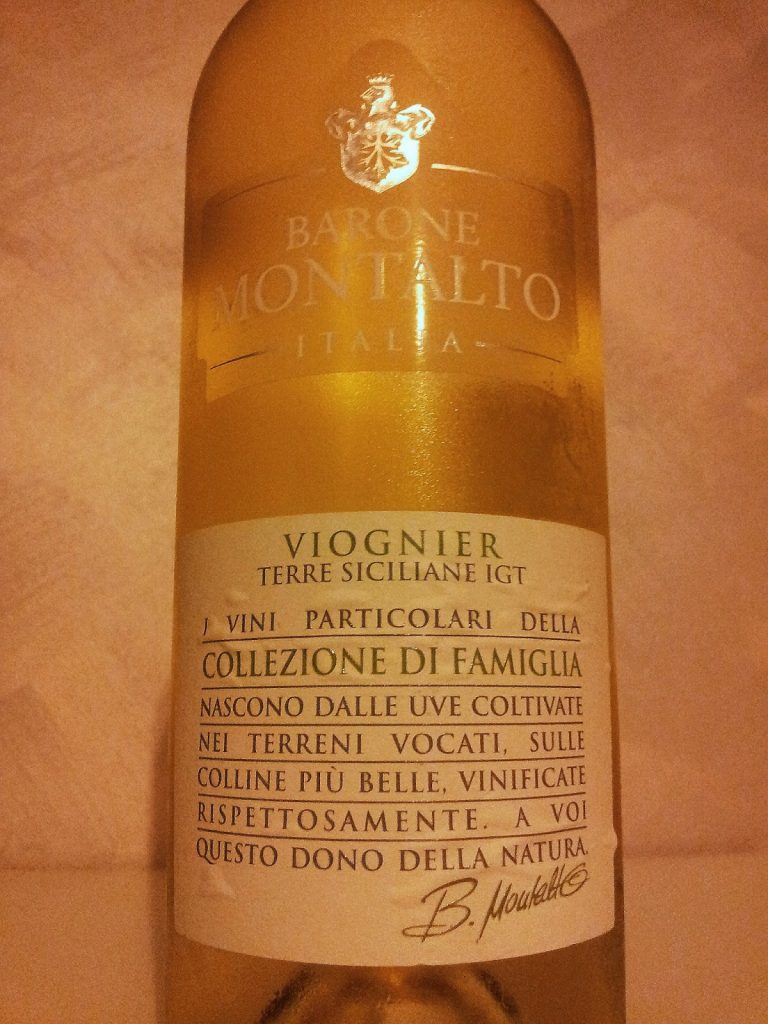 BARONE
MONTALTO
ITALIA
VIOGNIER
TERRE SICILIANE IGT
I VINI PARTICOLARI DELLA
COLLEZIONE DI FAMIGLIA
NASCONO DALLE UVE COLTIVATE
NEI TERRENI VOCATI, SULLE
COLLINE PIÙ BELLE, VINIFICATE
RISPETTOSAMENTE. A VOI
QUESTO DONO DELLA NATURA.
B. Montalto